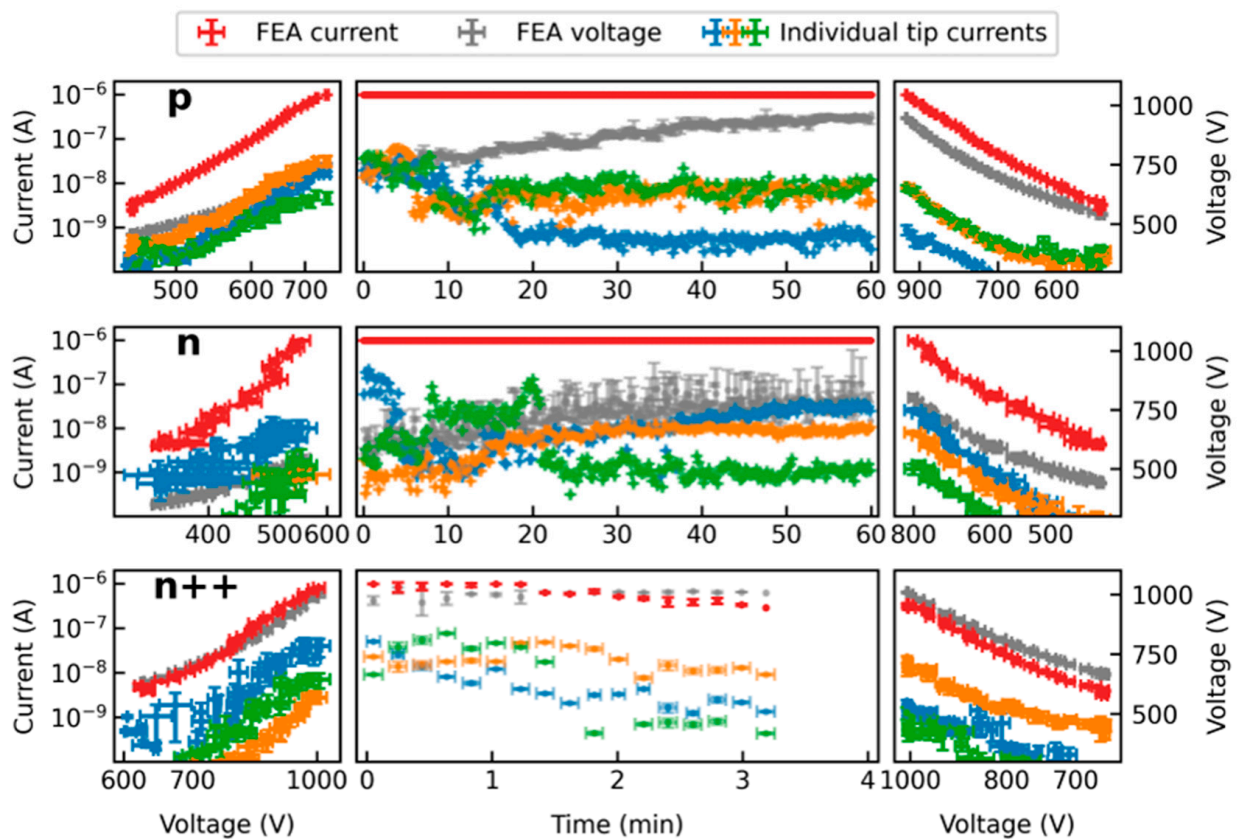 FEA current FEA voltage Individual tip currents
p
Current (A)
10⁻⁶
10⁻⁷
10⁻⁸
10⁻⁹
500 600 700
0 10 20 30 40 50 60
900 700 600
1000
750
500
Voltage (V)
n
Current (A)
10⁻⁶
10⁻⁷
10⁻⁸
10⁻⁹
400 500 600
0 10 20 30 40 50 60
800 600 500
1000
750
500
Voltage (V)
n++
Current (A)
10⁻⁶
10⁻⁷
10⁻⁸
10⁻⁹
600 700 1000
0 1 2 3 4
1000 800 700
1000
750
500
Voltage (V)
Voltage (V) Time (min) Voltage (V)